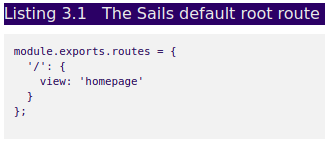 Listing 3.1 The Sails default root route
module.exports.routes = {
  '/': {
    view: 'homepage'
  }
};